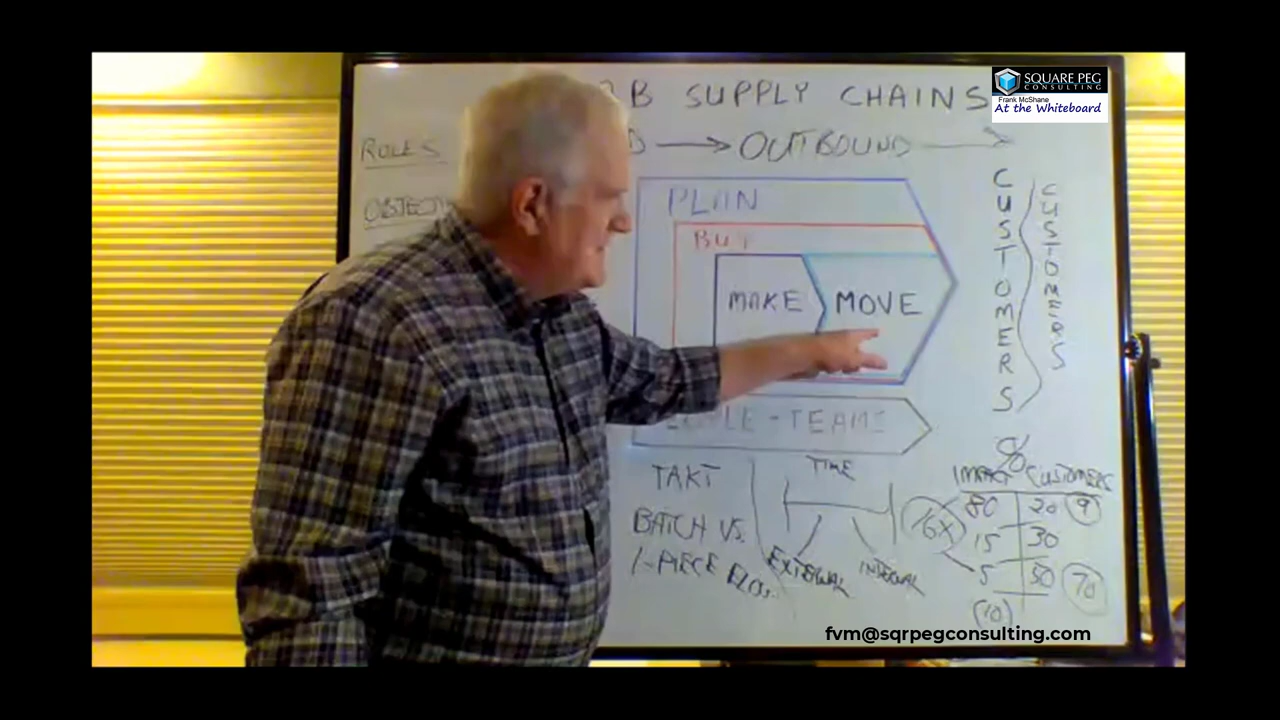 B SUPPLY CHAINS
SQUARE PEG
CONSULTING
Frank McShane
At the Whiteboard
ROLES
→ OUTBOUND →
PLAN
BUY
MAKE
MOVE
CUSTOMERS
CUSTOMERS
- TEAMS
TAKT
BATCH VS.
1-PIECE FLOW
TIME
EXTERNAL
INTERNAL
%
IMPACT CUSTOMERS
80 20 9
15 30
5 50 70
(10)
16X
fvm@sqrpegconsulting.com